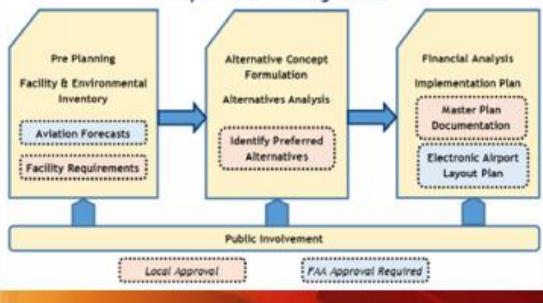 Pre Planning
Facility & Environmental
Inventory
Aviation Forecasts
Facility Requirements
Alternative Concept
Formulation
Alternatives Analysis
Identify Preferred
Alternatives
Financial Analysis
Implementation Plan
Master Plan
Documentation
Electronic Airport
Layout Plan
Public Involvement
Local Approval
FAA Approval Required